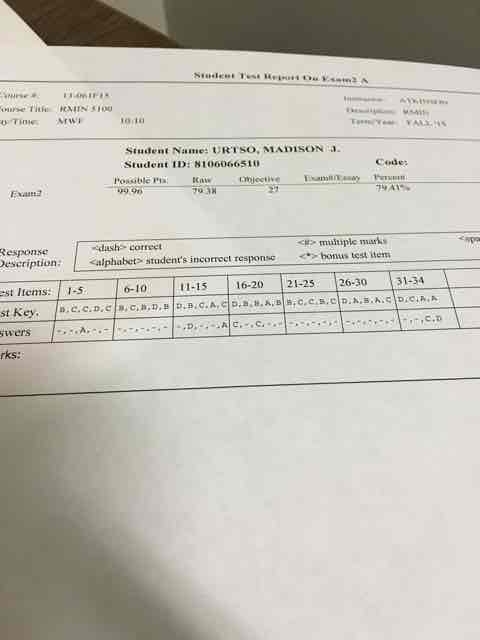 Student Test Report On Exam2 A
Course #: 13-061F15
Course Title: RMIN 5100 Description: RMIN
ay/Time: MWF 10:10 Term/Year: FALL '15
Student Name: URTSO, MADISON J.
Student ID: 8106066510 Code:
Possible Pts. Raw Objective Exam#/Essay Percent
Exam2 99.96 79.38 27 79.41%
Response Description:
<dash> correct <#> multiple marks <spa
<alphabet> student's incorrect response <*> bonus test item
est Items: 1-5 6-10 11-15 16-20 21-25 26-30 31-34
st Key. B,C,C,D,C B,C,B,D,B D,B,C,A,C D,B,B,A,B B,C,C,B,C D,A,B,A,C D,C,A,A
swers -,-,A,-,- -,-,-,-,- -,D,-,-,A C,-,C,-,- -,-,-,-,- -,-,-,-,- -,-,C,D
rks: